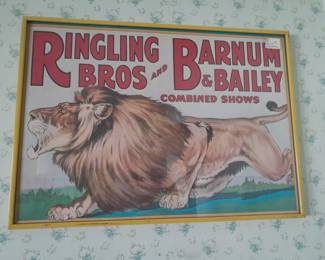 RINGLING BARNUM
BROS AND & BAILEY
COMBINED SHOWS